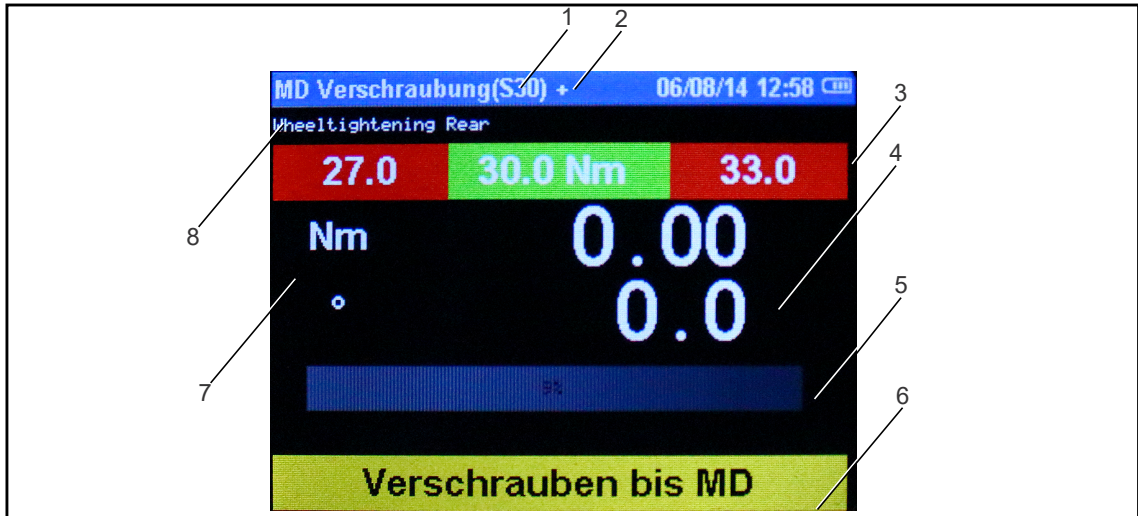 1 2
MD Verschraubung(S30) + 06/08/14 12:58
Wheeltightening Rear
27.0 30.0 Nm 33.0
3
4
Nm 0.00
8
° 0.0
5
7
6
Verschrauben bis MD